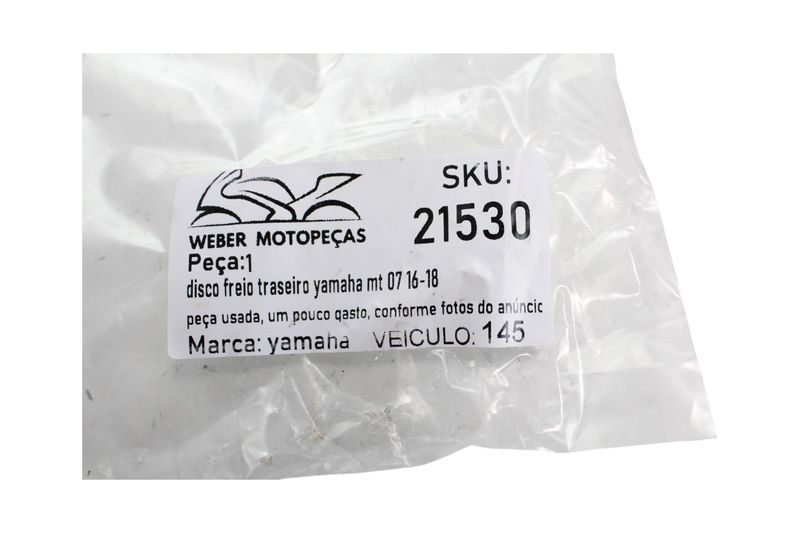 SKU:
21530
WEBER MOTOPEÇAS
Peça:1
disco freio traseiro yamaha mt 07 16-18
peça usada, um pouco gasto, conforme fotos do anúncio
Marca: yamaha VEICULO: 145